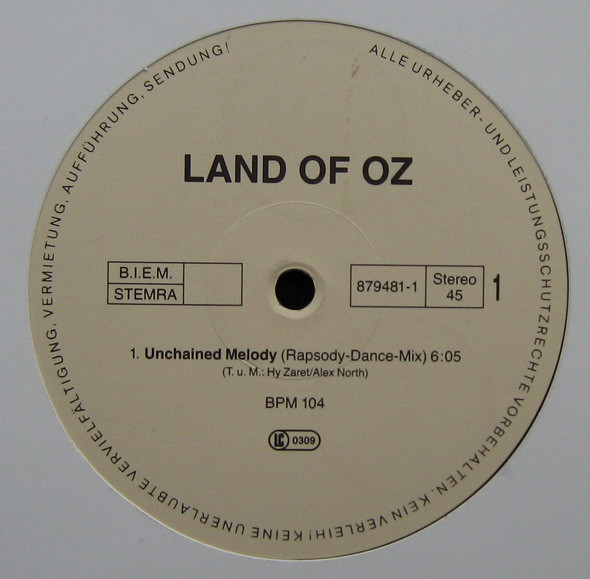 ALLE URHEBER- UND LEISTUNGSSCHUTZRECHTE VORBEHALTEN. KEIN VERLEIH! KEINE UNERLAUBTE VERVIELFÄLTIGUNG, VERMIETUNG, AUFFÜHRUNG, SENDUNG!
LAND OF OZ
B.I.E.M.
STEMRA
879481-1
Stereo
45
1
1. Unchained Melody (Rapsody-Dance-Mix) 6:05
(T. u. M.: Hy Zaret/Alex North)
BPM 104
LC 0309